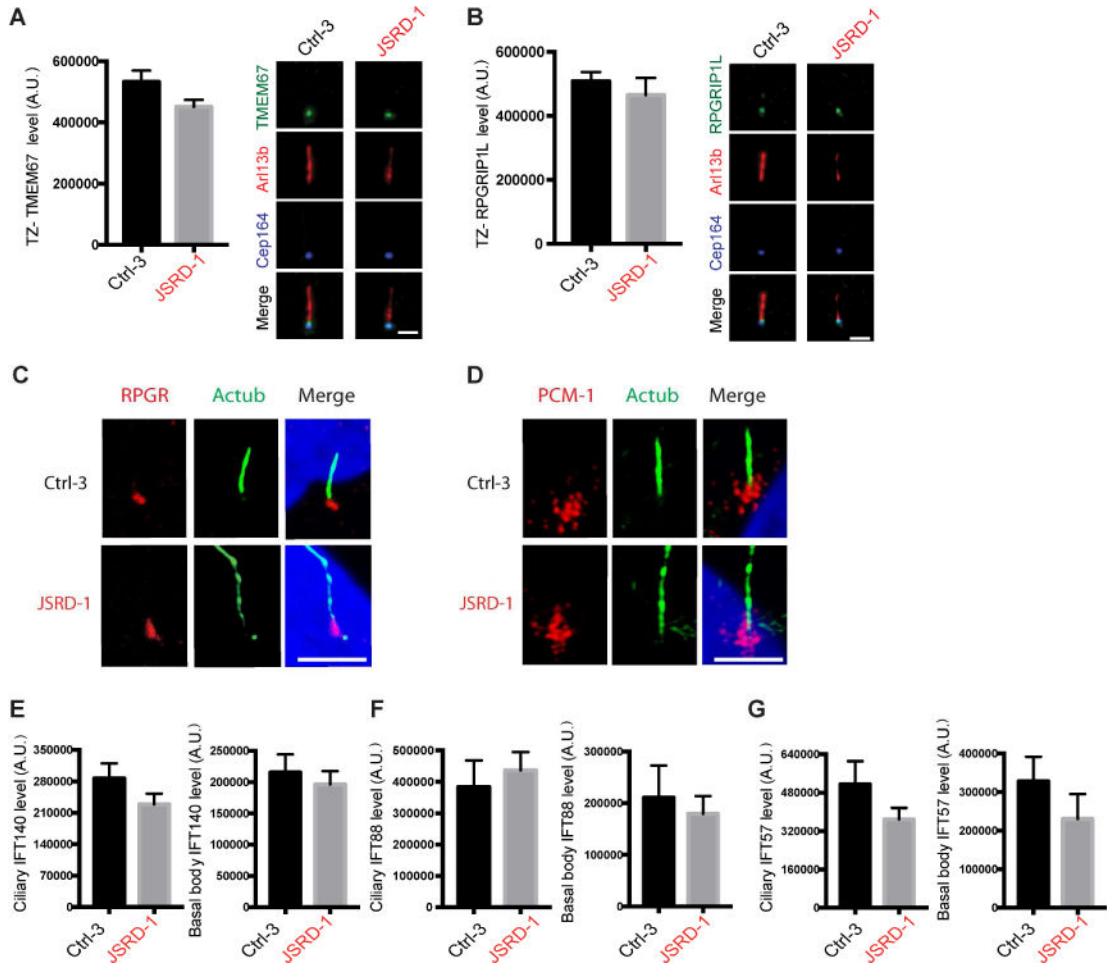 A
TZ- TMEM67 level (A.U.)
600000
400000
200000
0
Ctrl-3
JSRD-1
Ctrl-3
JSRD-1
TMEM67
Arl13b
Cep164
Merge
B
TZ- RPGRIP1L level (A.U.)
600000
400000
200000
0
Ctrl-3
JSRD-1
Ctrl-3
JSRD-1
RPGRIP1L
Arl13b
Cep164
Merge
C
RPGR Actub Merge
Ctrl-3
JSRD-1
D
PCM-1 Actub Merge
Ctrl-3
JSRD-1
E
Ciliary IFT140 level (A.U.)
350000
280000
210000
140000
70000
0
Ctrl-3
JSRD-1
Basal body IFT140 level (A.U.)
250000
200000
150000
100000
50000
0
Ctrl-3
JSRD-1
F
Ciliary IFT88 level (A.U.)
500000
400000
300000
200000
100000
0
Ctrl-3
JSRD-1
Basal body IFT88 level (A.U.)
300000
200000
100000
0
Ctrl-3
JSRD-1
G
Ciliary IFT57 level (A.U.)
640000
480000
320000
160000
0
Ctrl-3
JSRD-1
Basal body IFT57 level (A.U.)
400000
300000
200000
100000
0
Ctrl-3
JSRD-1